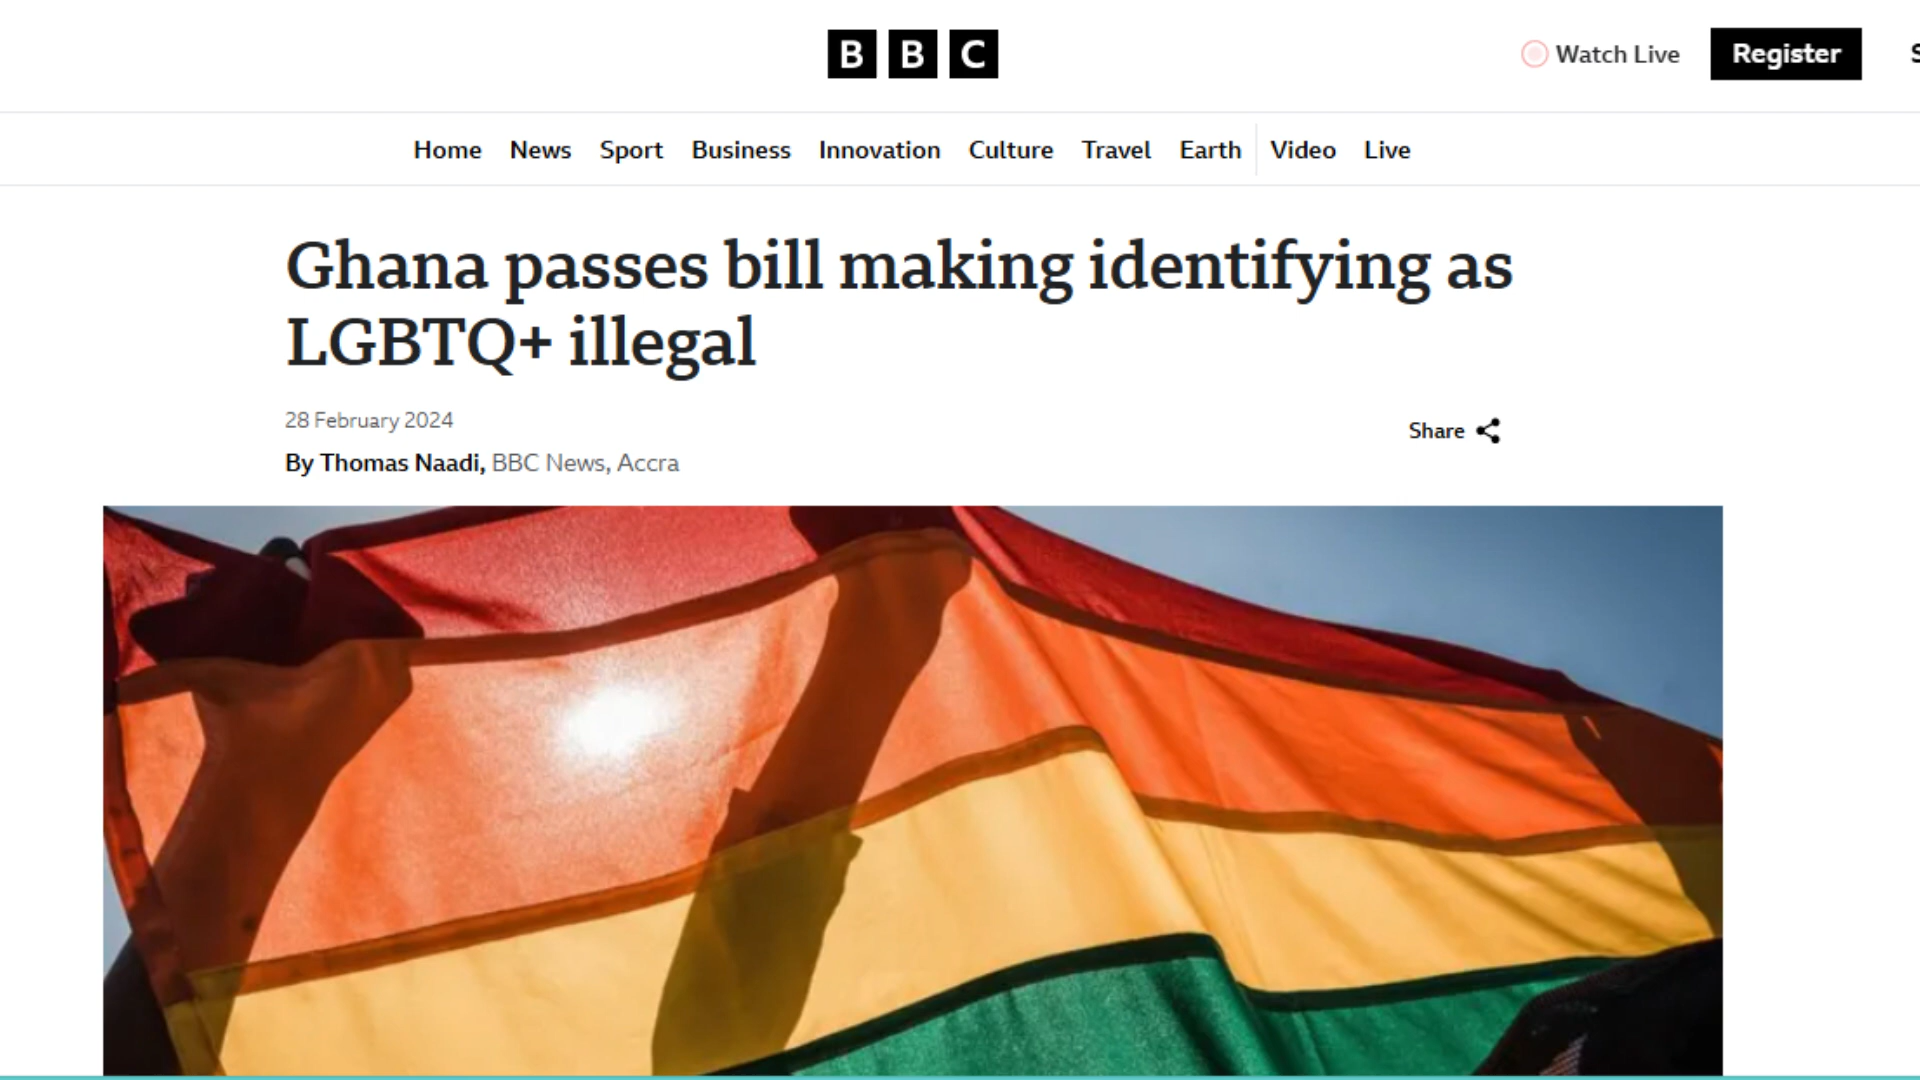 BBC
Watch Live
Register
Home News Sport Business Innovation Culture Travel Earth Video Live
Ghana passes bill making identifying as
LGBTQ+ illegal
28 February 2024
Share
By Thomas Naadi, BBC News, Accra